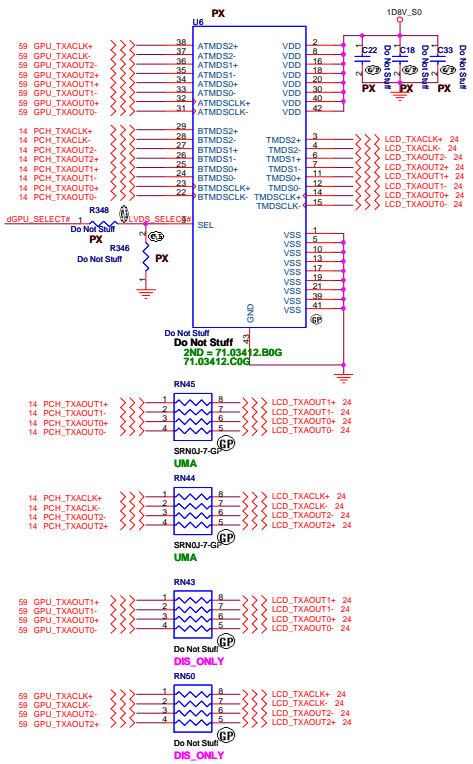 PX
1D8V_S0
U6
59 GPU_TXACLK+ 38 ATMDS2+ VDD 2
59 GPU_TXACLK- 37 ATMDS2- VDD 8
59 GPU_TXAOUT2- 36 ATMDS1+ VDD 16
59 GPU_TXAOUT2+ 35 ATMDS1- VDD 18
59 GPU_TXAOUT1+ 34 ATMDS0+ VDD 20
59 GPU_TXAOUT1- 33 ATMDS0- VDD 30
59 GPU_TXAOUT0+ 32 ATMDSCLK+ VDD 40
59 GPU_TXAOUT0- 31 ATMDSCLK- VDD 42
C22 Do Not Stuff PX
C18 Do Not Stuff PX
C33 Do Not Stuff PX
14 PCH_TXACLK+ 29 BTMDS2+
14 PCH_TXACLK- 28 BTMDS2- TMDS2+ 3 LCD_TXACLK+ 24
14 PCH_TXAOUT2- 27 BTMDS1+ TMDS2- 4 LCD_TXACLK- 24
14 PCH_TXAOUT2+ 26 BTMDS1- TMDS1+ 6 LCD_TXAOUT2- 24
14 PCH_TXAOUT1+ 25 BTMDS0+ TMDS1- 7 LCD_TXAOUT2+ 24
14 PCH_TXAOUT1- 24 BTMDS0- TMDS0+ 11 LCD_TXAOUT1+ 24
14 PCH_TXAOUT0+ 23 BTMDSCLK+ TMDS0- 12 LCD_TXAOUT1- 24
14 PCH_TXAOUT0- 22 BTMDSCLK- TMDSCLK+ 14 LCD_TXAOUT0+ 24
TMDSCLK- 15 LCD_TXAOUT0- 24
dGPU_SELECT# 1 R348 LVDS_SELECT# 9 SEL
Do Not Stuff
PX
R346 2
Do Not Stuff PX
1
VSS 1
VSS 5
VSS 10
VSS 13
VSS 17
VSS 19
VSS 21
VSS 39
VSS 41
GP
GND
43
Do Not Stuff
Do Not Stuff
2ND = 71.03412.B0G
71.03412.C0G
RN45
14 PCH_TXAOUT1+ 1 8 LCD_TXAOUT1+ 24
14 PCH_TXAOUT1- 2 7 LCD_TXAOUT1- 24
14 PCH_TXAOUT0+ 3 6 LCD_TXAOUT0+ 24
14 PCH_TXAOUT0- 4 5 LCD_TXAOUT0- 24
SRN0J-7-GP GP
UMA
RN44
14 PCH_TXACLK+ 1 8 LCD_TXACLK+ 24
14 PCH_TXACLK- 2 7 LCD_TXACLK- 24
14 PCH_TXAOUT2- 3 6 LCD_TXAOUT2- 24
14 PCH_TXAOUT2+ 4 5 LCD_TXAOUT2+ 24
SRN0J-7-GP GP
UMA
RN43
59 GPU_TXAOUT1+ 1 8 LCD_TXAOUT1+ 24
59 GPU_TXAOUT1- 2 7 LCD_TXAOUT1- 24
59 GPU_TXAOUT0+ 3 6 LCD_TXAOUT0+ 24
59 GPU_TXAOUT0- 4 5 LCD_TXAOUT0- 24
Do Not Stuff GP
DIS_ONLY
RN50
59 GPU_TXACLK+ 1 8 LCD_TXACLK+ 24
59 GPU_TXACLK- 2 7 LCD_TXACLK- 24
59 GPU_TXAOUT2- 3 6 LCD_TXAOUT2- 24
59 GPU_TXAOUT2+ 4 5 LCD_TXAOUT2+ 24
Do Not Stuff GP
DIS_ONLY